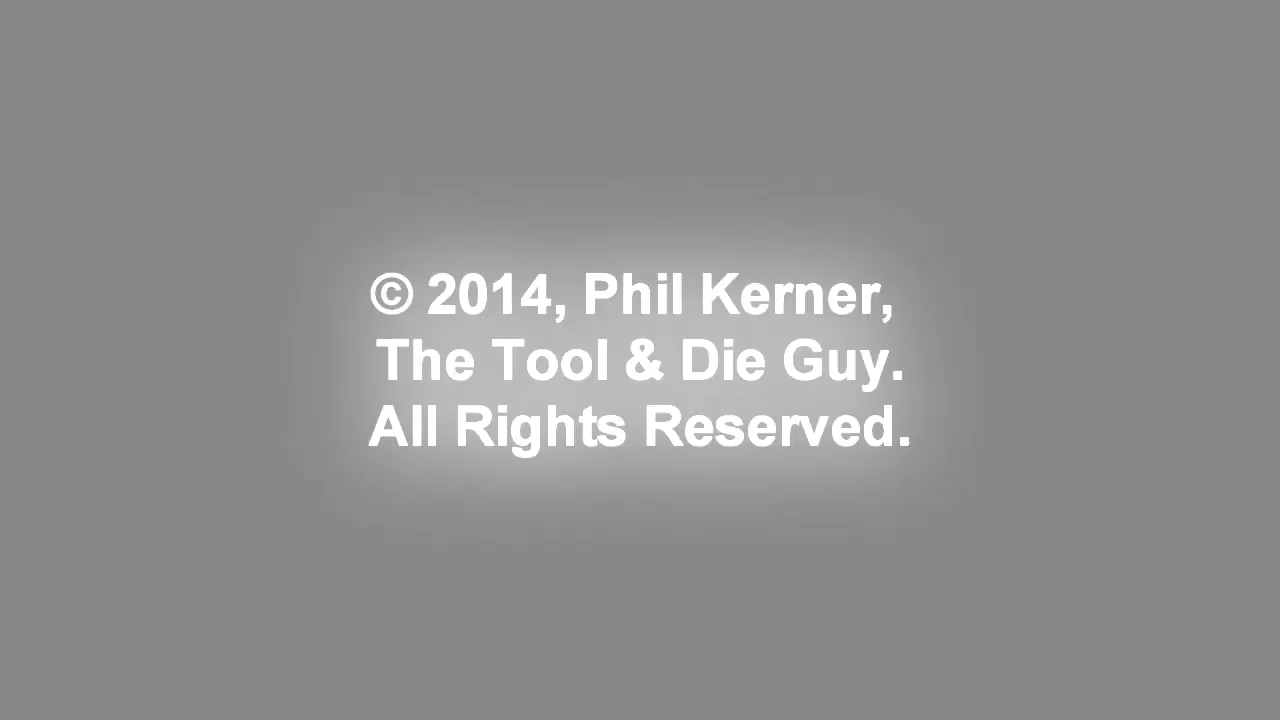 © 2014, Phil Kerner,
The Tool & Die Guy.
All Rights Reserved.